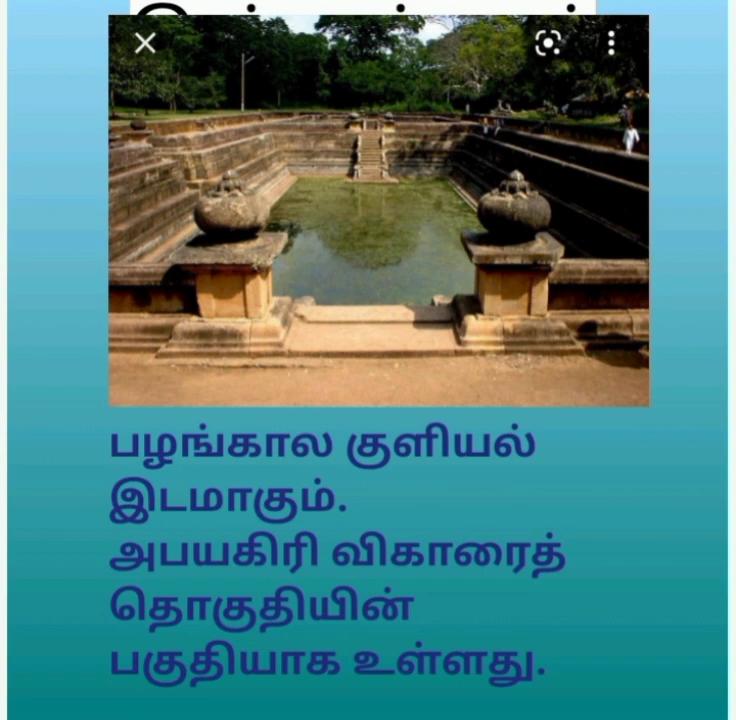 பழங்கால குளியல்
இடமாகும்.
அபயகிரி விகாரைத்
தொகுதியின்
பகுதியாக உள்ளது.